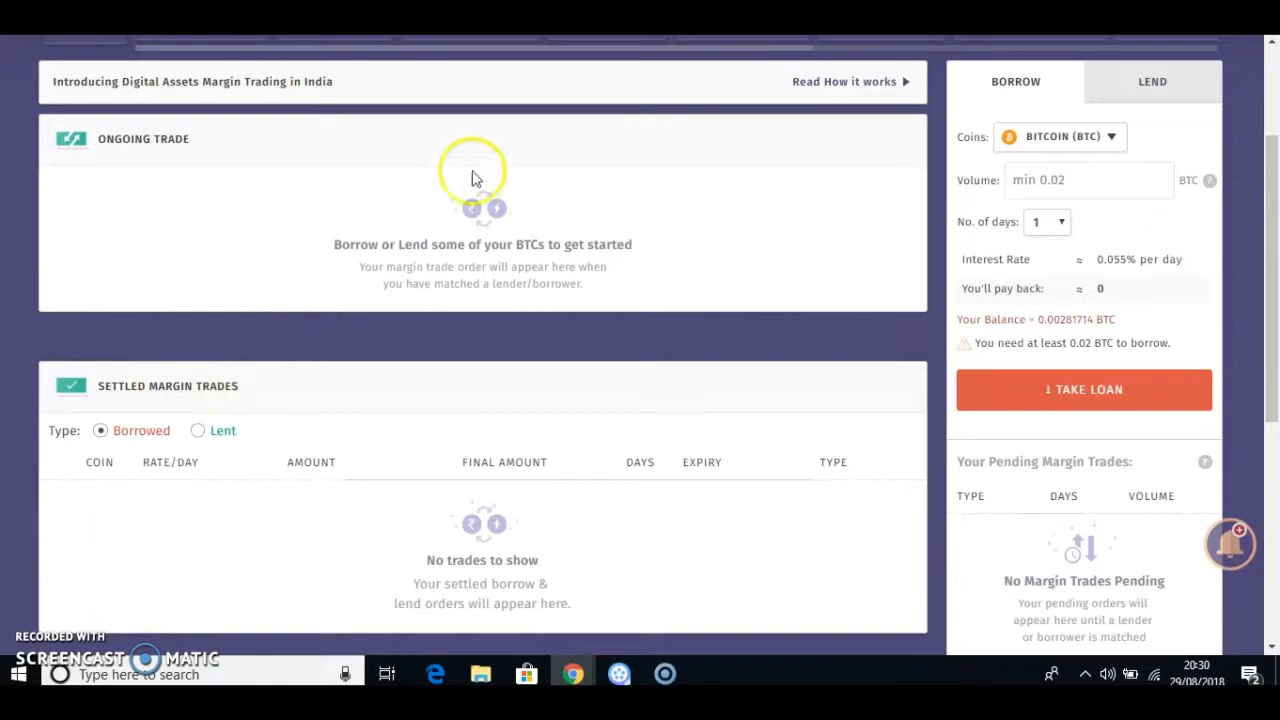 Introducing Digital Assets Margin Trading in India
Read How it works
ONGOING TRADE
Borrow or Lend some of your BTCs to get started
Your margin trade order will appear here when
you have matched a lender/borrower.
SETTLED MARGIN TRADES
Type: Borrowed Lent
COIN RATE/DAY AMOUNT FINAL AMOUNT DAYS EXPIRY TYPE
No trades to show
Your settled borrow &
lend orders will appear here.
BORROW LEND
Coins: BITCOIN (BTC)
Volume: min 0.02 BTC ?
No. of days: 1
Interest Rate ≈ 0.055% per day
You'll pay back: ≈ 0
Your Balance = 0.00281714 BTC
You need at least 0.02 BTC to borrow.
TAKE LOAN
Your Pending Margin Trades: ?
TYPE DAYS VOLUME
No Margin Trades Pending
Your pending orders will
appear here until a lender
or borrower is matched
RECORDED WITH
SCREENCAST MATIC
Type here to search
20:30
29/08/2018
2